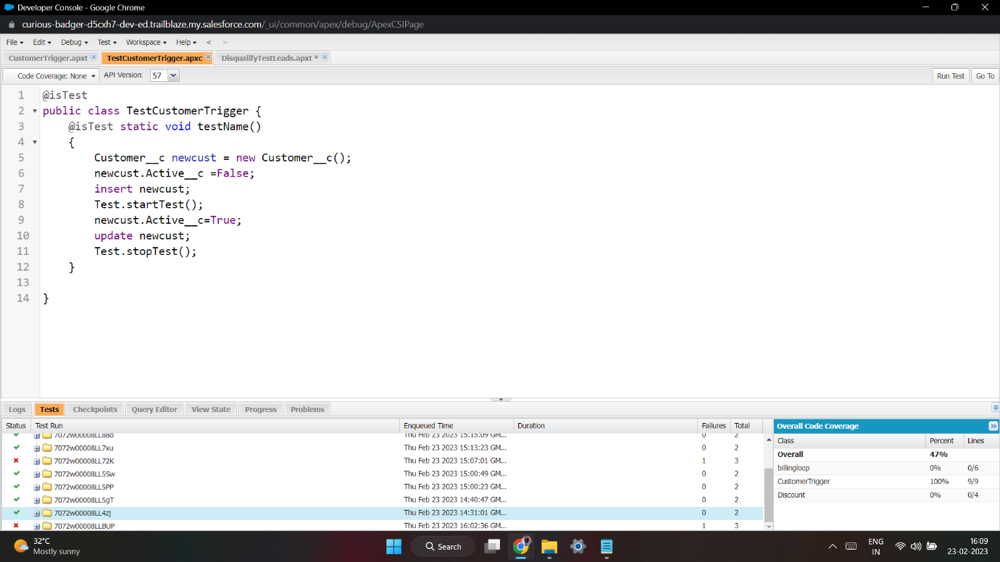 Developer Console - Google Chrome
curious-badger-d5cxh7-dev-ed.trailblaze.my.salesforce.com/_ui/common/apex/debug/ApexCSIPage
File Edit Debug Test Workspace Help < >
CustomerTrigger.apxt TestCustomerTrigger.apxc DisqualifyTestLeads.apxt *
Code Coverage: None API Version: 57 Run Test Go To
1 @isTest
2 public class TestCustomerTrigger {
3 @isTest static void testName()
4 {
5 Customer__c newcust = new Customer__c();
6 newcust.Active__c =False;
7 insert newcust;
8 Test.startTest();
9 newcust.Active__c=True;
10 update newcust;
11 Test.stopTest();
12 }
13
14 }
Logs Tests Checkpoints Query Editor View State Progress Problems
Status Test Run Enqueued Time Duration Failures Total
7072w00008LL88o Thu Feb 23 2023 15:15:09 GM... 0 2
7072w00008LL7xu Thu Feb 23 2023 15:13:23 GM... 0 2
7072w00008LL72K Thu Feb 23 2023 15:07:01 GM... 1 3
7072w00008LL5Sw Thu Feb 23 2023 15:00:49 GM... 0 2
7072w00008LL5PP Thu Feb 23 2023 15:00:23 GM... 0 2
7072w00008LL5gT Thu Feb 23 2023 14:40:47 GM... 0 2
7072w00008LL4zj Thu Feb 23 2023 14:31:01 GM... 0 2
7072w00008LLBUP Thu Feb 23 2023 16:02:36 GM... 1 3
Overall Code Coverage
Class Percent Lines
Overall 47%
billingloop 0% 0/6
CustomerTrigger 100% 9/9
Discount 0% 0/4
32°C
Mostly sunny
Search
ENG
IN
16:09
23-02-2023